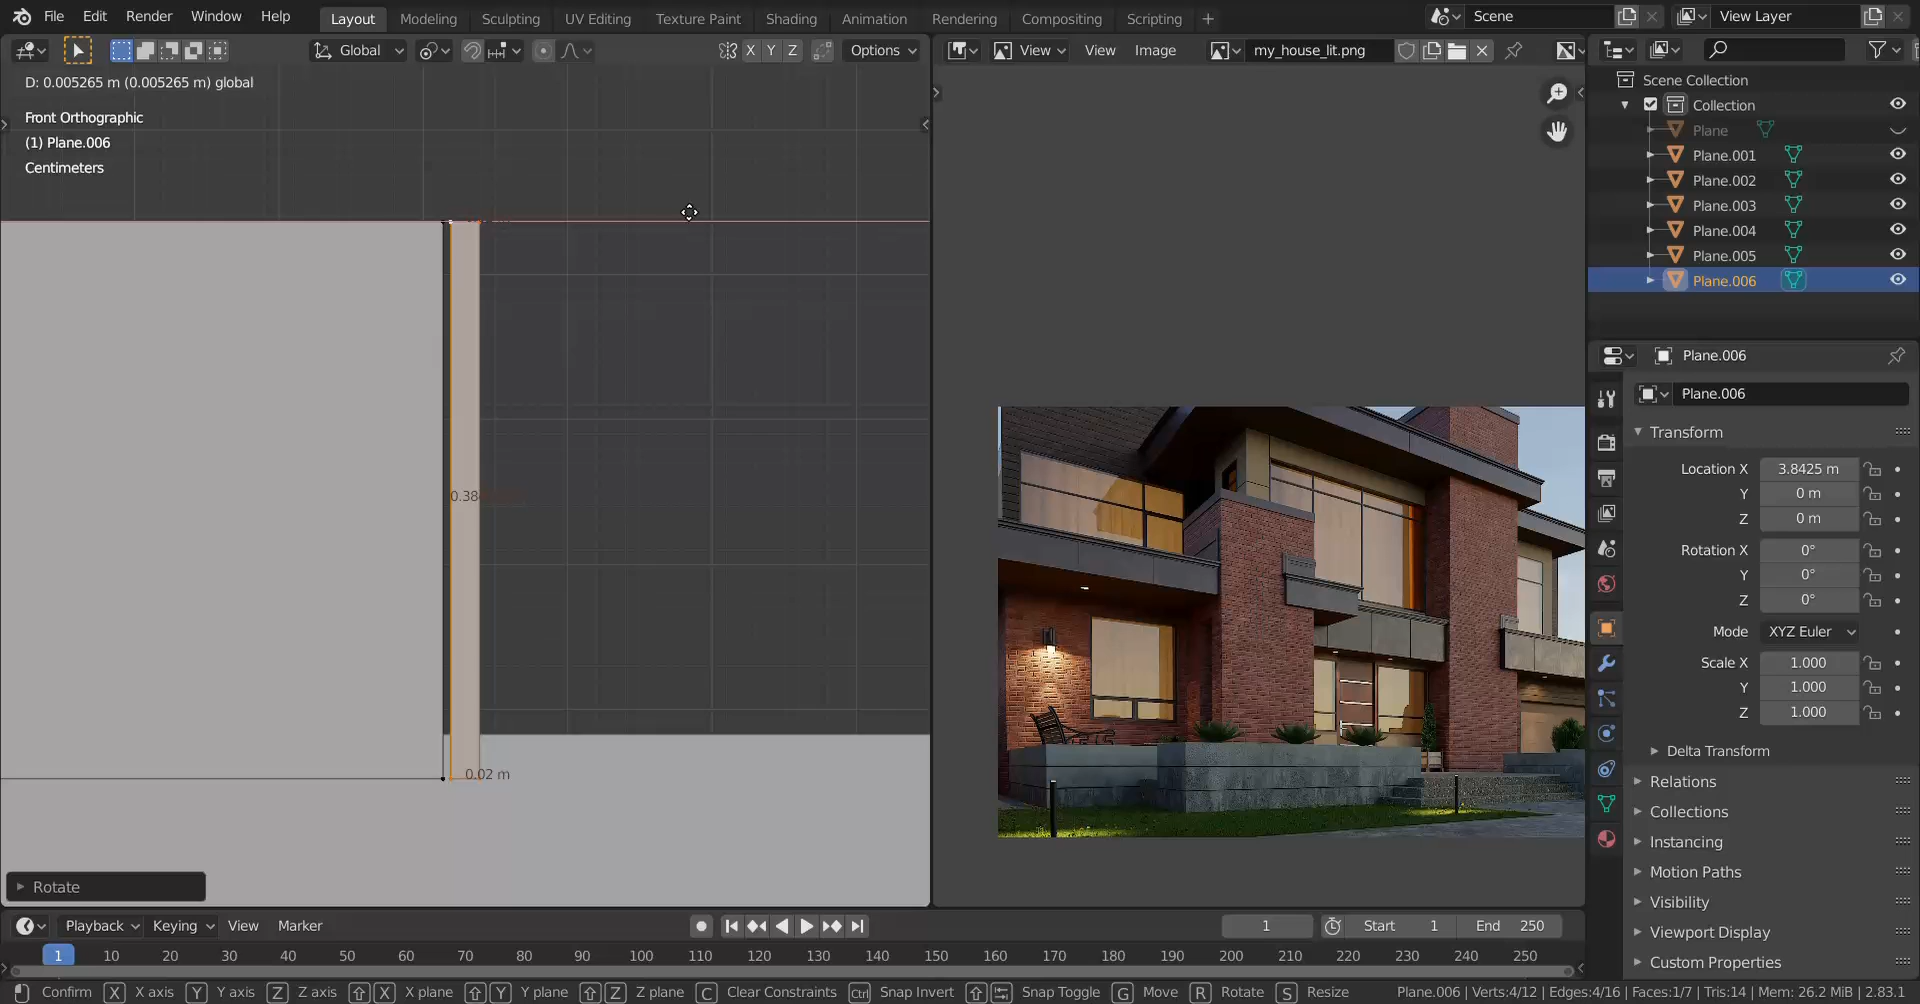 File Edit Render Window Help Layout Modeling Sculpting UV Editing Texture Paint Shading Animation Rendering Compositing Scripting + Scene View Layer
Global X Y Z Options View View Image my_house_lit.png
D: 0.005265 m (0.005265 m) global
Front Orthographic
(1) Plane.006
Centimeters
0.02 m
Rotate
Scene Collection
Collection
Plane
Plane.001
Plane.002
Plane.003
Plane.004
Plane.005
Plane.006
Plane.006
Plane.006
Transform
Location X 3.8425 m
Y 0 m
Z 0 m
Rotation X 0°
Y 0°
Z 0°
Mode XYZ Euler
Scale X 1.000
Y 1.000
Z 1.000
Delta Transform
Relations
Collections
Instancing
Motion Paths
Visibility
Viewport Display
Custom Properties
Playback Keying View Marker 1 Start 1 End 250
1 10 20 30 40 50 60 70 80 90 100 110 120 130 140 150 160 170 180 190 200 210 220 230 240 250
Confirm X X axis Y Y axis Z Z axis X X plane Y Y plane Z Z plane C Clear Constraints Ctrl Snap Invert Snap Toggle G Move R Rotate S Resize Plane.006 | Verts:4/12 | Edges:4/16 | Faces:1/7 | Tris:14 | Mem: 26.2 MiB | 2.83.1